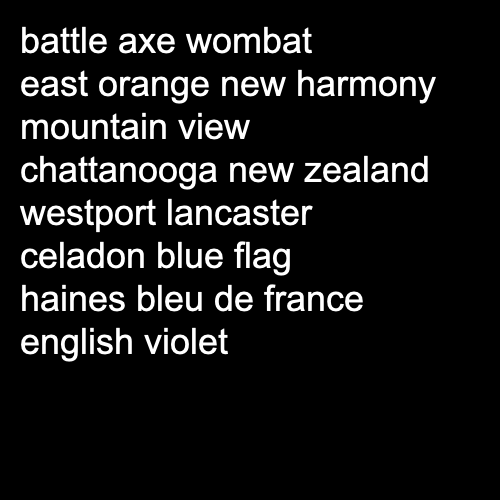 battle axe wombat
east orange new harmony
mountain view
chattanooga new zealand
westport lancaster
celadon blue flag
haines bleu de france
english violet